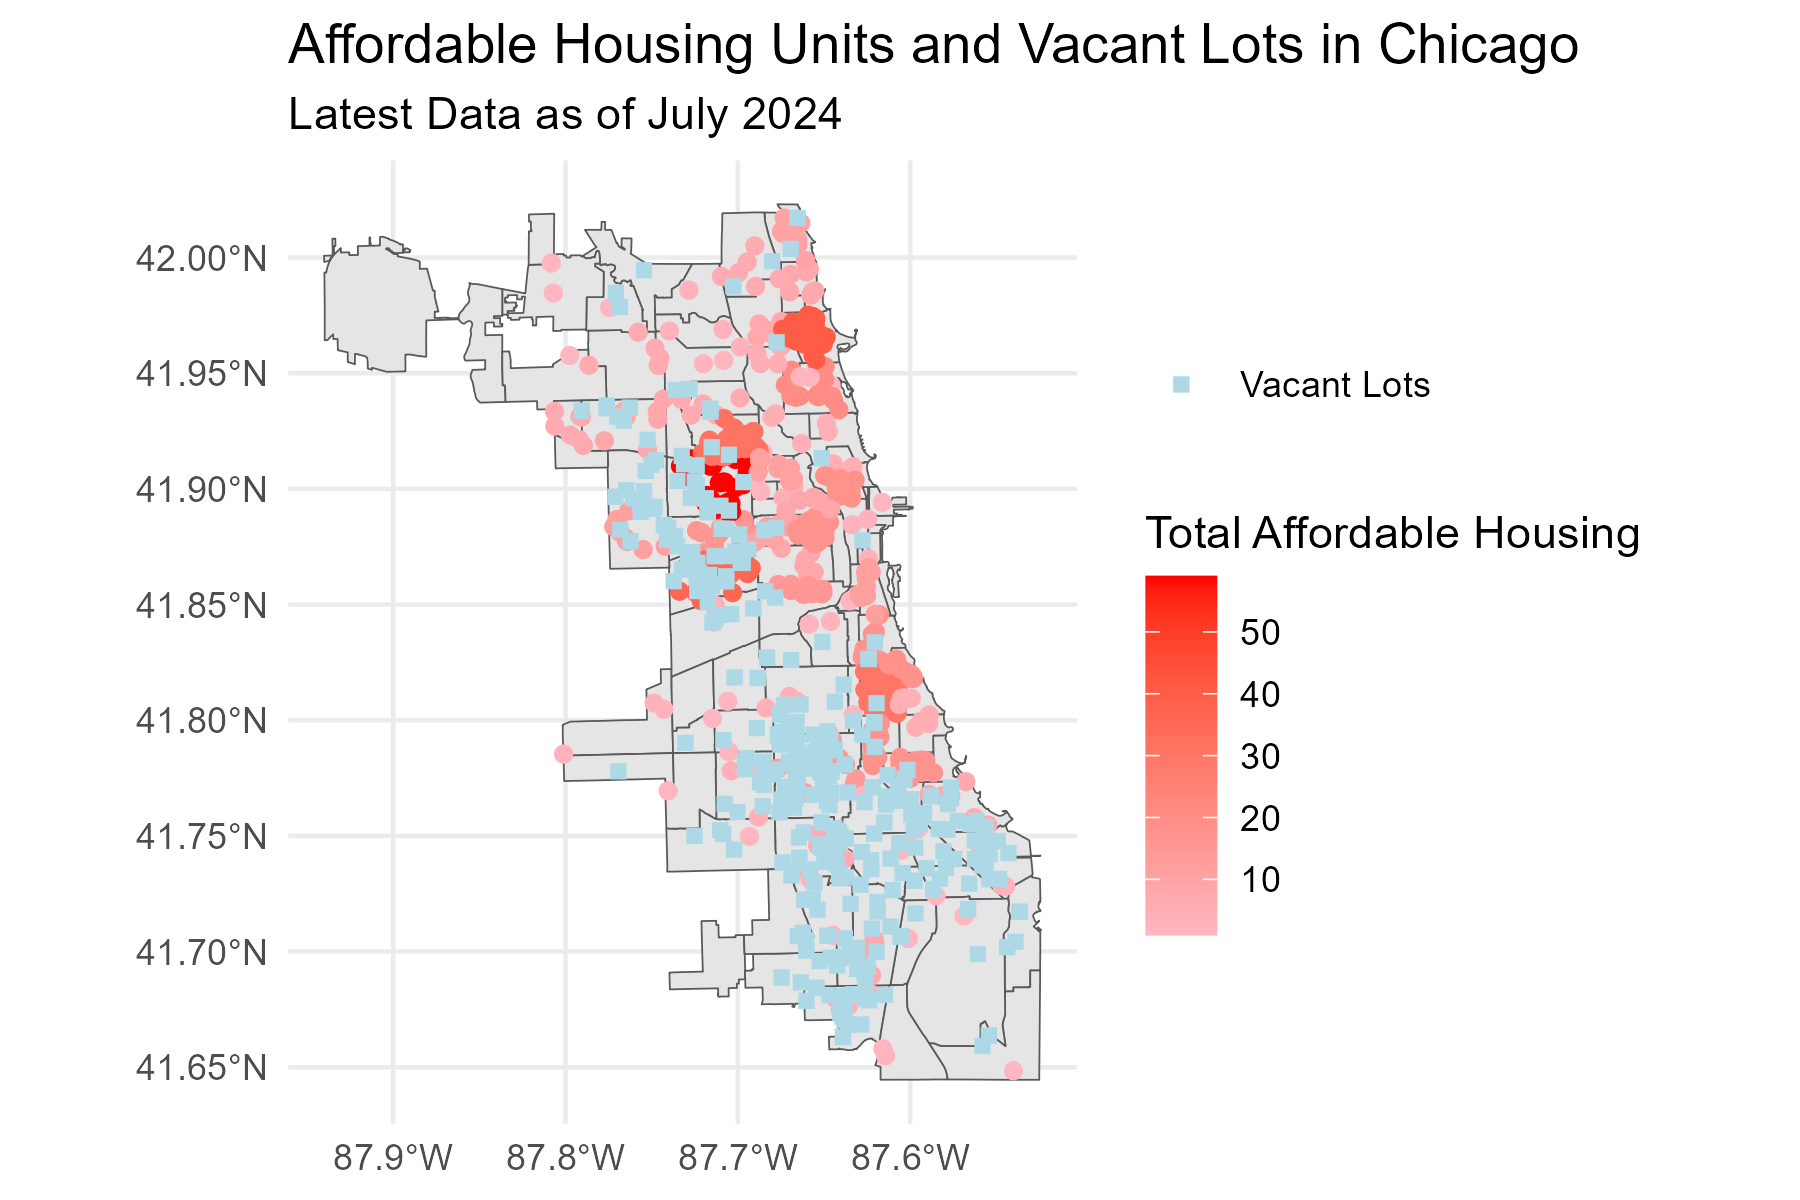 Affordable Housing Units and Vacant Lots in Chicago
Latest Data as of July 2024
42.00°N
41.95°N
41.90°N
41.85°N
41.80°N
41.75°N
41.70°N
41.65°N
87.9°W
87.8°W
87.7°W
87.6°W
Vacant Lots
Total Affordable Housing
50
40
30
20
10